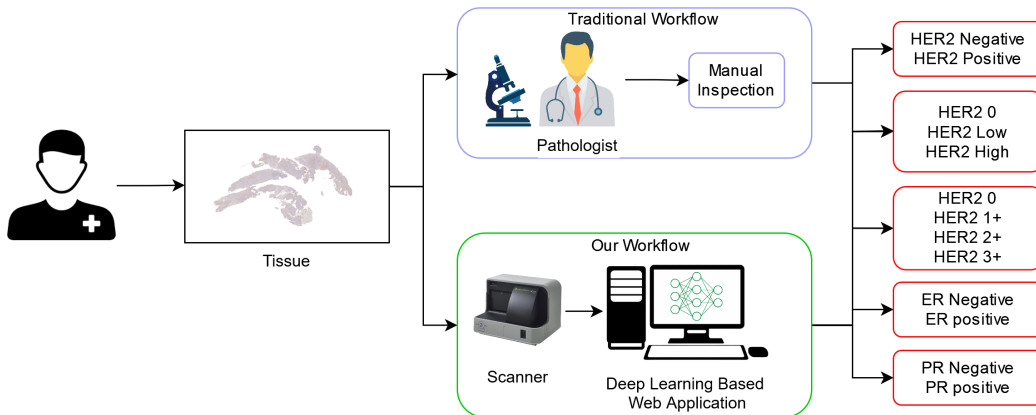 Traditional Workflow
Manual
Inspection
Pathologist
Tissue
Our Workflow
Scanner
Deep Learning Based
Web Application
HER2 Negative
HER2 Positive
HER2 0
HER2 Low
HER2 High
HER2 0
HER2 1+
HER2 2+
HER2 3+
ER Negative
ER positive
PR Negative
PR positive